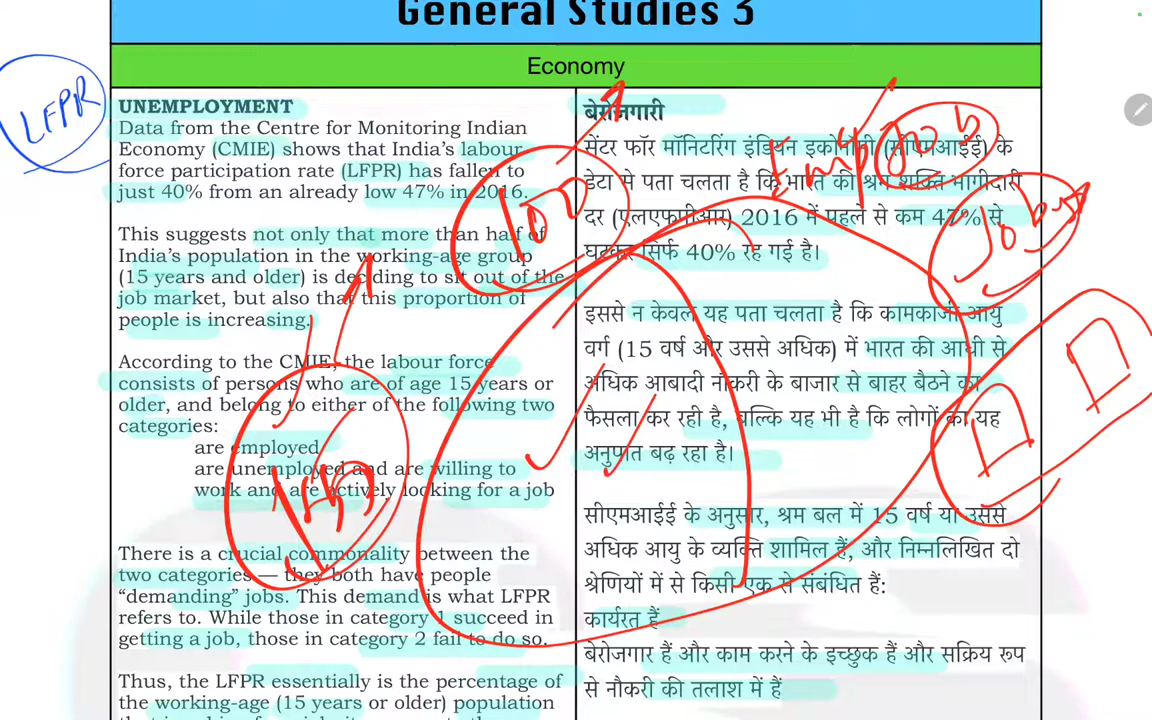 General Studies 3
Economy
LFPR
UNEMPLOYMENT
Data from the Centre for Monitoring Indian
Economy (CMIE) shows that India's labour
force participation rate (LFPR) has fallen to
just 40% from an already low 47% in 2016.
This suggests not only that more than half of
India's population in the working-age group
(15 years and older) is deciding to sit out of the
job market, but also that this proportion of
people is increasing.
According to the CMIE, the labour force
consists of persons who are of age 15 years or
older, and belong to either of the following two
categories:
are employed
are unemployed and are willing to
work and are actively looking for a job
There is a crucial commonality between the
two categories — they both have people
“demanding” jobs. This demand is what LFPR
refers to. While those in category 1 succeed in
getting a job, those in category 2 fail to do so.
Thus, the LFPR essentially is the percentage of
the working-age (15 years or older) population
बेरोज़गारी
सेंटर फॉर मॉनिटरिंग इंडियन इकोनॉमी (सीएमआईई) के
डेटा से पता चलता है कि भारत की श्रम शक्ति भागीदारी
दर (एलएफपीआर) 2016 में पहले से कम 47% से
घटकर सिर्फ 40% रह गई है।
इससे न केवल यह पता चलता है कि कामकाजी आयु
वर्ग (15 वर्ष और उससे अधिक) में भारत की आधी से
अधिक आबादी नौकरी के बाजार से बाहर बैठने का
फैसला कर रही है, बल्कि यह भी है कि लोगों का यह
अनुपात बढ़ रहा है।
सीएमआईई के अनुसार, श्रम बल में 15 वर्ष या उससे
अधिक आयु के व्यक्ति शामिल हैं, और निम्नलिखित दो
श्रेणियों में से किसी एक से संबंधित हैं:
कार्यरत हैं
बेरोजगार हैं और काम करने के इच्छुक हैं और सक्रिय रूप
से नौकरी की तलाश में हैं
100
Job